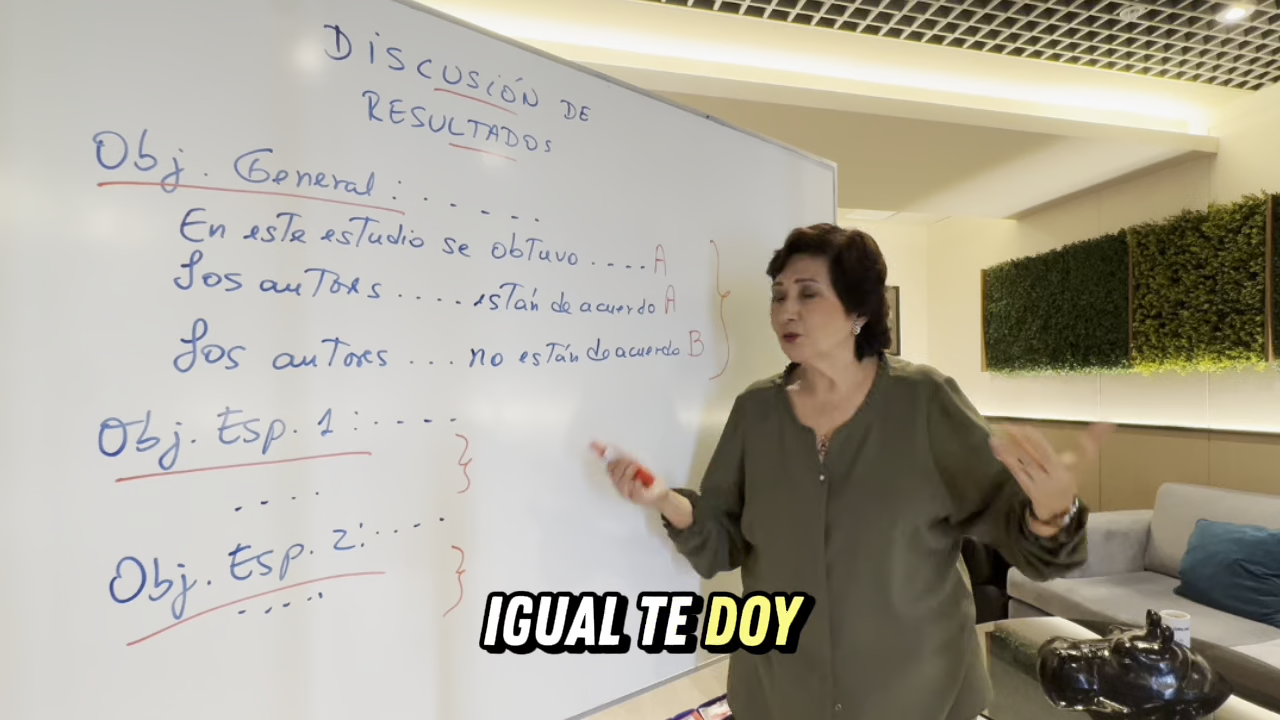 DISCUSIÓN DE
RESULTADOS
Obj. General : . . . . . .
En este estudio se obtuvo . . . . A
Los autores . . . . están de acuerdo A
Los autores . . . no están de acuerdo B
Obj. Esp. 1 : . - - -
- . . .
Obj. Esp. 2: . . . .
- . . . .
IGUAL TE DOY